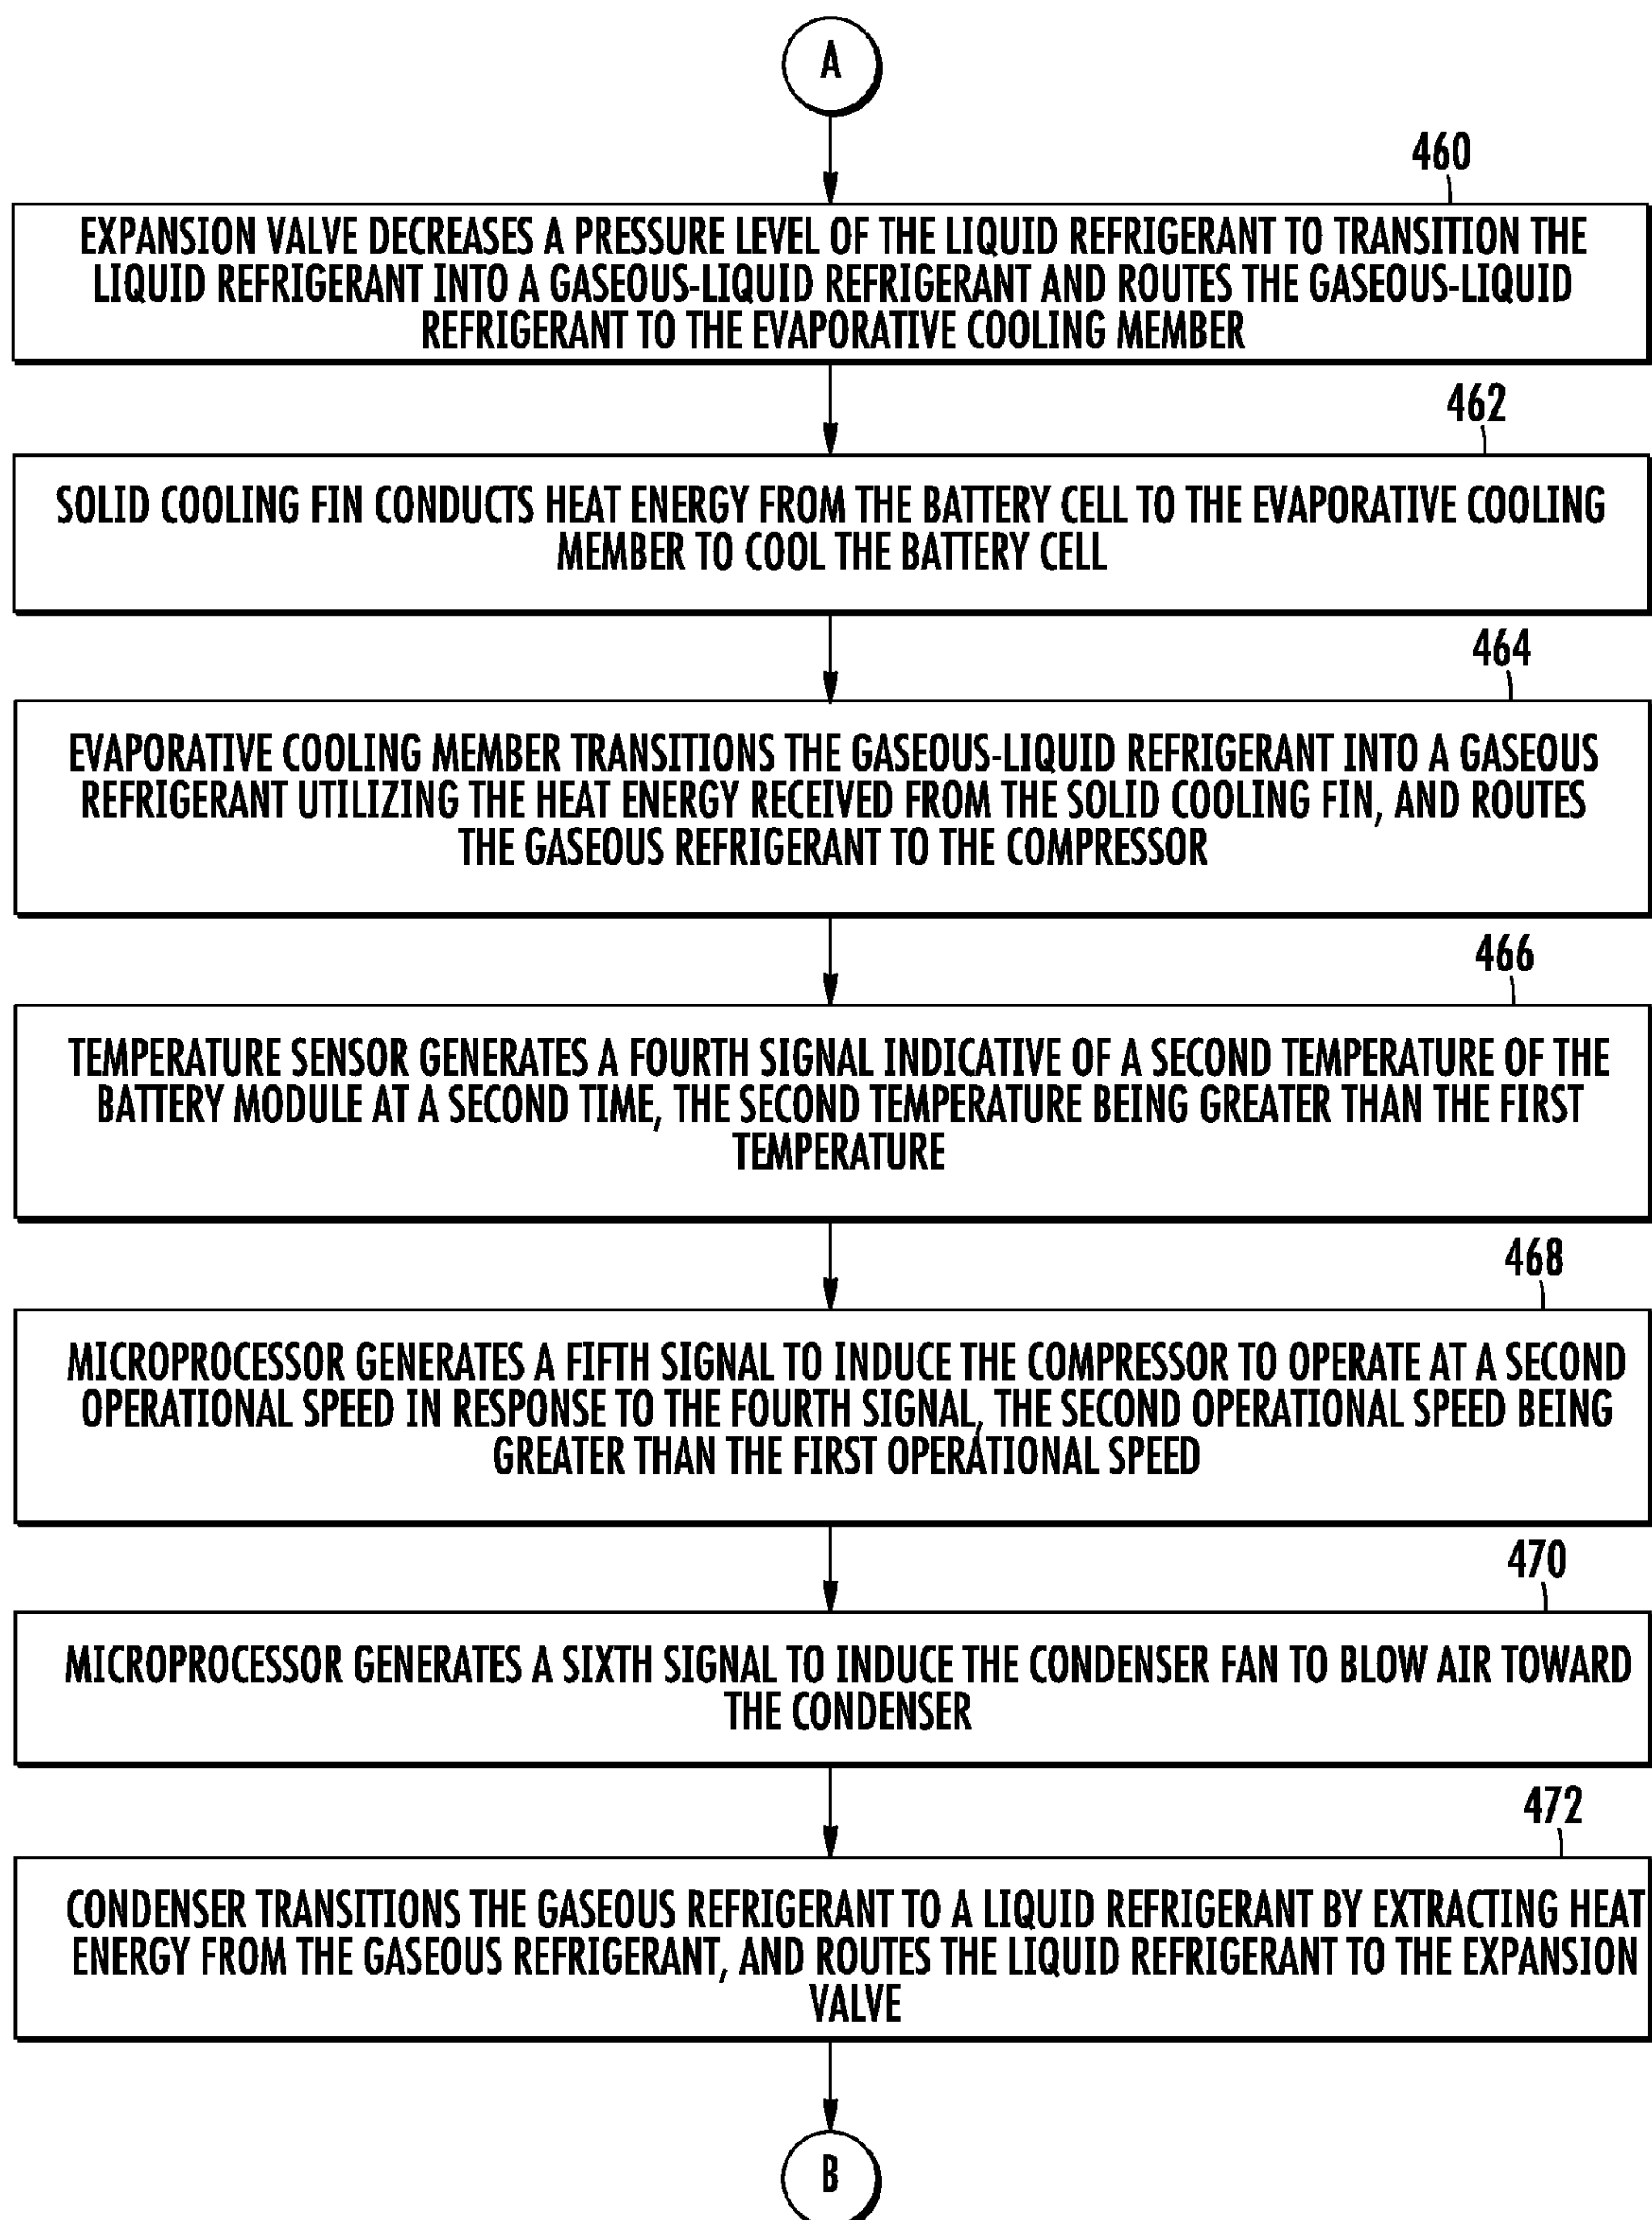 A
460
EXPANSION VALVE DECREASES A PRESSURE LEVEL OF THE LIQUID REFRIGERANT TO TRANSITION THE
LIQUID REFRIGERANT INTO A GASEOUS-LIQUID REFRIGERANT AND ROUTES THE GASEOUS-LIQUID
REFRIGERANT TO THE EVAPORATIVE COOLING MEMBER
462
SOLID COOLING FIN CONDUCTS HEAT ENERGY FROM THE BATTERY CELL TO THE EVAPORATIVE COOLING
MEMBER TO COOL THE BATTERY CELL
464
EVAPORATIVE COOLING MEMBER TRANSITIONS THE GASEOUS-LIQUID REFRIGERANT INTO A GASEOUS
REFRIGERANT UTILIZING THE HEAT ENERGY RECEIVED FROM THE SOLID COOLING FIN, AND ROUTES
THE GASEOUS REFRIGERANT TO THE COMPRESSOR
466
TEMPERATURE SENSOR GENERATES A FOURTH SIGNAL INDICATIVE OF A SECOND TEMPERATURE OF THE
BATTERY MODULE AT A SECOND TIME, THE SECOND TEMPERATURE BEING GREATER THAN THE FIRST
TEMPERATURE
468
MICROPROCESSOR GENERATES A FIFTH SIGNAL TO INDUCE THE COMPRESSOR TO OPERATE AT A SECOND
OPERATIONAL SPEED IN RESPONSE TO THE FOURTH SIGNAL, THE SECOND OPERATIONAL SPEED BEING
GREATER THAN THE FIRST OPERATIONAL SPEED
470
MICROPROCESSOR GENERATES A SIXTH SIGNAL TO INDUCE THE CONDENSER FAN TO BLOW AIR TOWARD
THE CONDENSER
472
CONDENSER TRANSITIONS THE GASEOUS REFRIGERANT TO A LIQUID REFRIGERANT BY EXTRACTING HEAT
ENERGY FROM THE GASEOUS REFRIGERANT, AND ROUTES THE LIQUID REFRIGERANT TO THE EXPANSION
VALVE
B